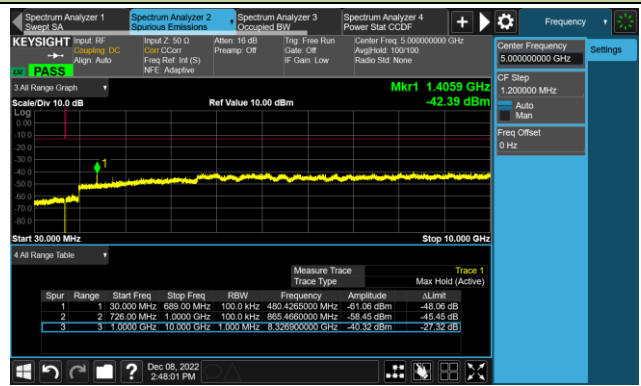 Spectrum Analyzer 1
Swept SA
Spectrum Analyzer 2
Spurious Emissions
Spectrum Analyzer 3
Occupied BW
Spectrum Analyzer 4
Power Stat CCDF
Frequency
KEYSIGHT
Input: RF
Coupling: DC
Align: Auto
Input Z: 50 Ω
Corr CCorr
Freq Ref: Int (S)
NFE: Adaptive
Atten: 16 dB
Preamp: Off
Trig: Free Run
Gate: Off
IF Gain: Low
Center Freq: 5.000000000 GHz
Avg|Hold: 100/100
Radio Std: None
PASS
Center Frequency
5.000000000 GHz
Settings
CF Step
1.200000 MHz
Auto
Man
Freq Offset
0 Hz
3 All Range Graph
Mkr1 1.4059 GHz
Scale/Div 10.0 dB
Ref Value 10.00 dBm
-42.39 dBm
Log
0.00
-10.0
-20.0
-30.0
-40.0
-50.0
-60.0
-70.0
-80.0
1
Start 30.000 MHz
Stop 10.000 GHz
4 All Range Table
Measure Trace Trace 1
Trace Type Max Hold (Active)
Spur Range Start Freq Stop Freq RBW Frequency Amplitude ΔLimit
1 1 30.000 MHz 689.00 MHz 100.0 kHz 480.4265000 MHz -61.06 dBm -48.06 dB
2 2 726.00 MHz 1.0000 GHz 100.0 kHz 865.4660000 MHz -58.45 dBm -45.45 dB
3 3 1.0000 GHz 10.000 GHz 1.000 MHz 8.326900000 GHz -40.32 dBm -27.32 dB
?
Dec 08, 2022
2:48:01 PM